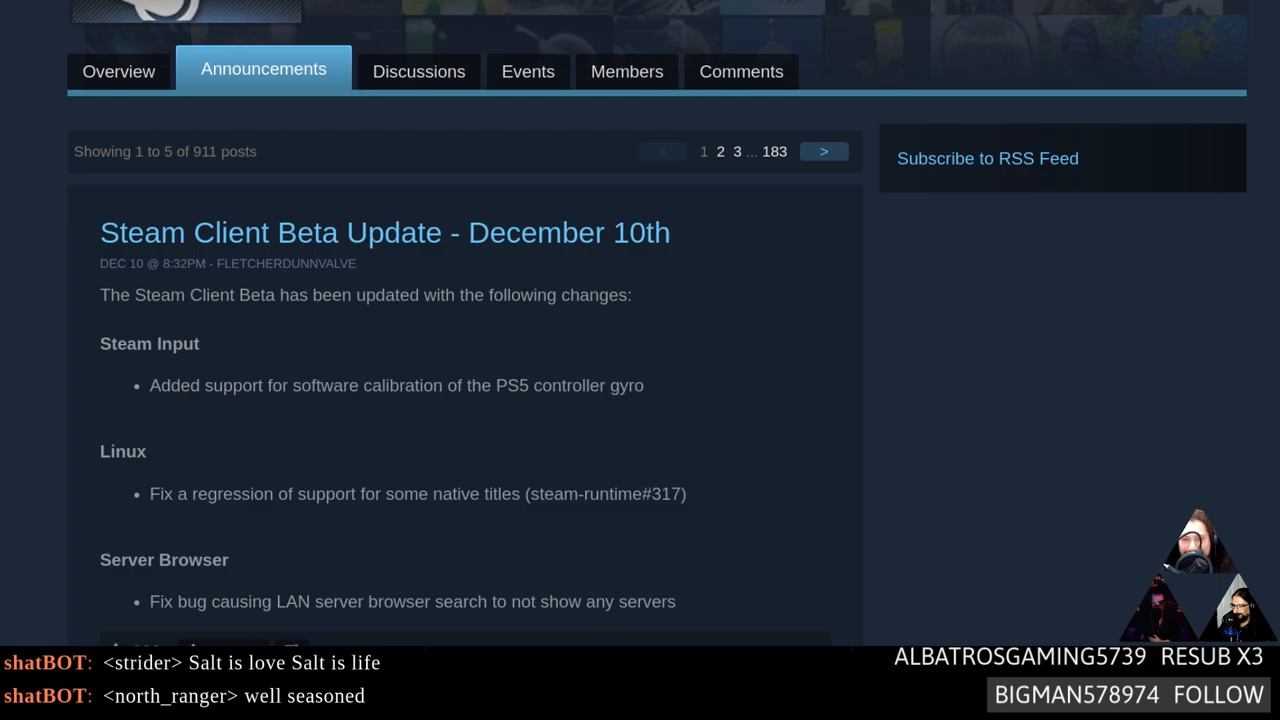 Overview Announcements Discussions Events Members Comments
Showing 1 to 5 of 911 posts < 1 2 3 ... 183 >
Subscribe to RSS Feed
Steam Client Beta Update - December 10th
DEC 10 @ 8:32PM - FLETCHERDUNNVALVE
The Steam Client Beta has been updated with the following changes:
Steam Input
• Added support for software calibration of the PS5 controller gyro
Linux
• Fix a regression of support for some native titles (steam-runtime#317)
Server Browser
• Fix bug causing LAN server browser search to not show any servers
shatBOT: <strider> Salt is love Salt is life
shatBOT: <north_ranger> well seasoned
ALBATROSGAMING5739 RESUB X3
BIGMAN578974 FOLLOW